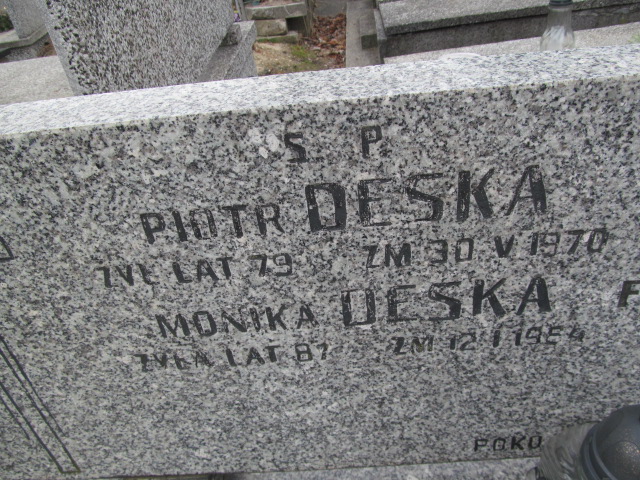 S P
PIOTR DESKA
ŻYŁ LAT 79 ZM 30 V 1970
MONIKA DESKA
ŻYŁA LAT 87 ZM 12 I 1984